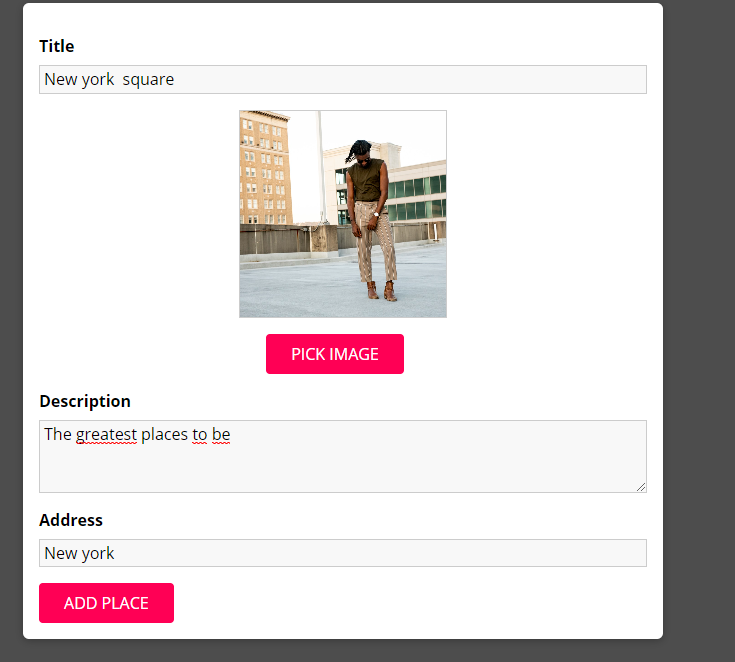 Title
New york  square
PICK IMAGE
Description
The greatest places to be
Address
New york
ADD PLACE